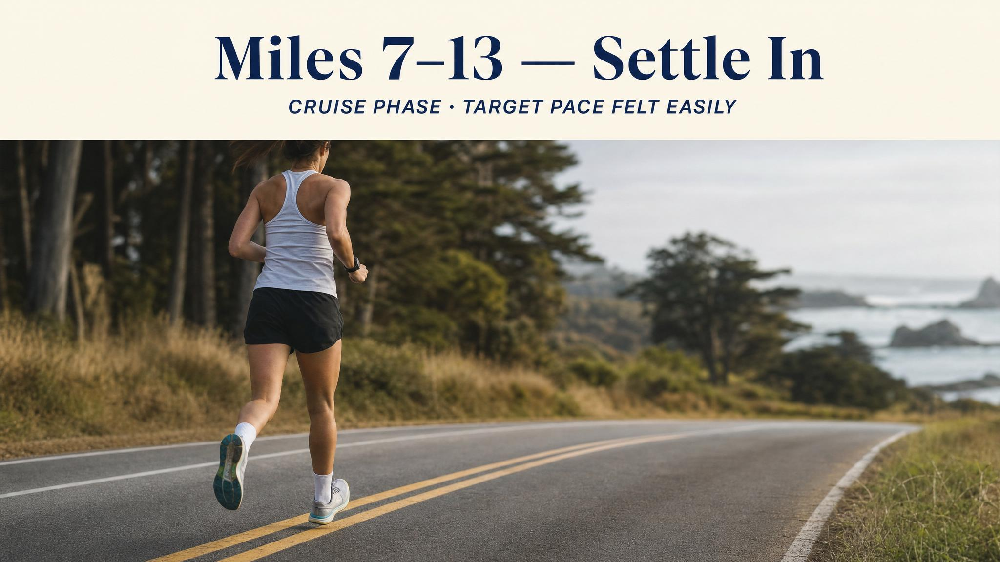 Miles 7–13 — Settle In
CRUISE PHASE · TARGET PACE FELT EASILY